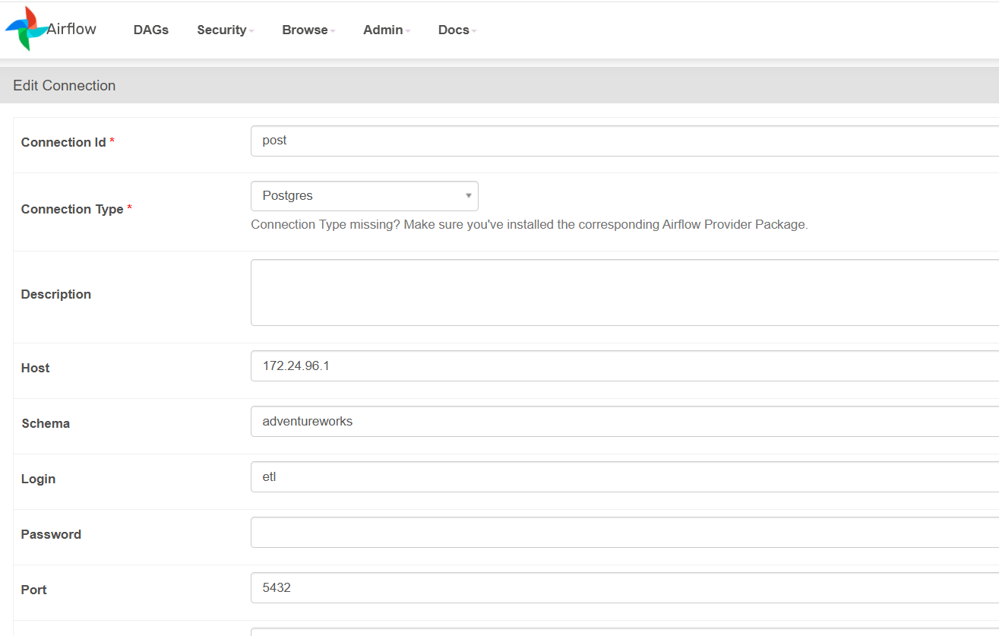 Airflow DAGs Security Browse Admin Docs
Edit Connection
Connection Id * post
Connection Type * Postgres
Connection Type missing? Make sure you've installed the corresponding Airflow Provider Package.
Description
Host 172.24.96.1
Schema adventureworks
Login etl
Password
Port 5432